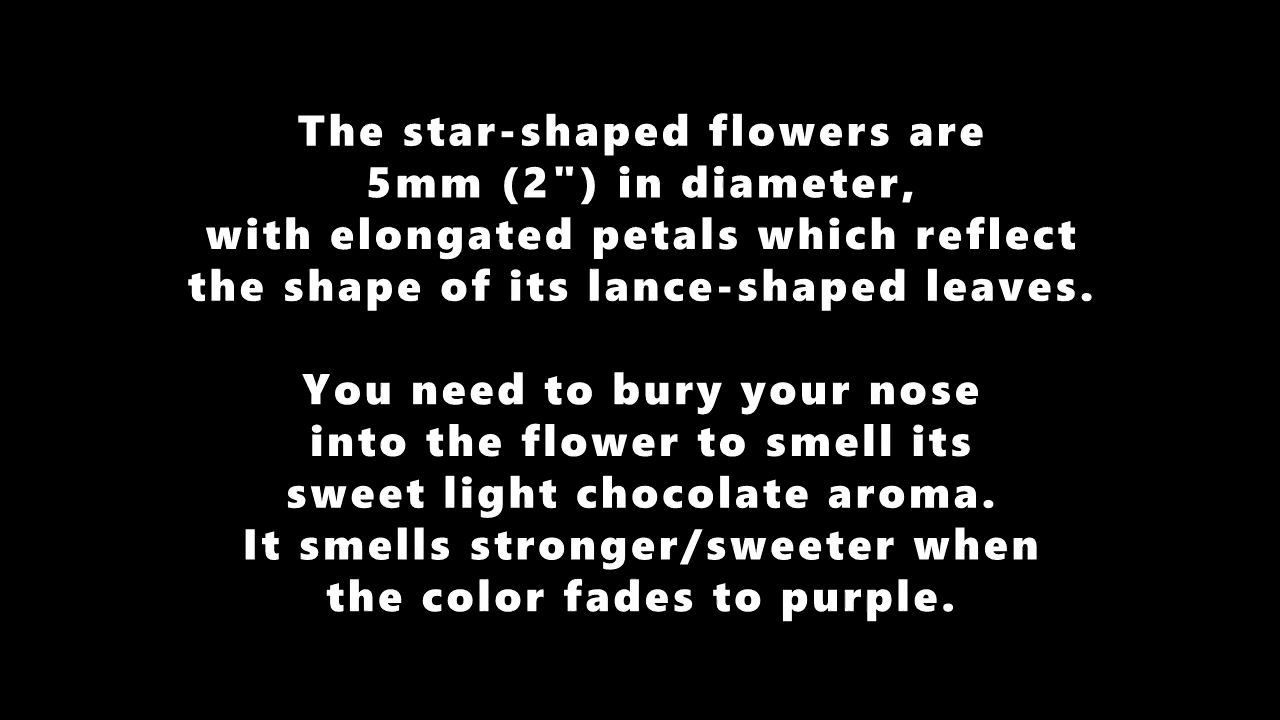 The star-shaped flowers are
5mm (2") in diameter,
with elongated petals which reflect
the shape of its lance-shaped leaves.
You need to bury your nose
into the flower to smell its
sweet light chocolate aroma.
It smells stronger/sweeter when
the color fades to purple.